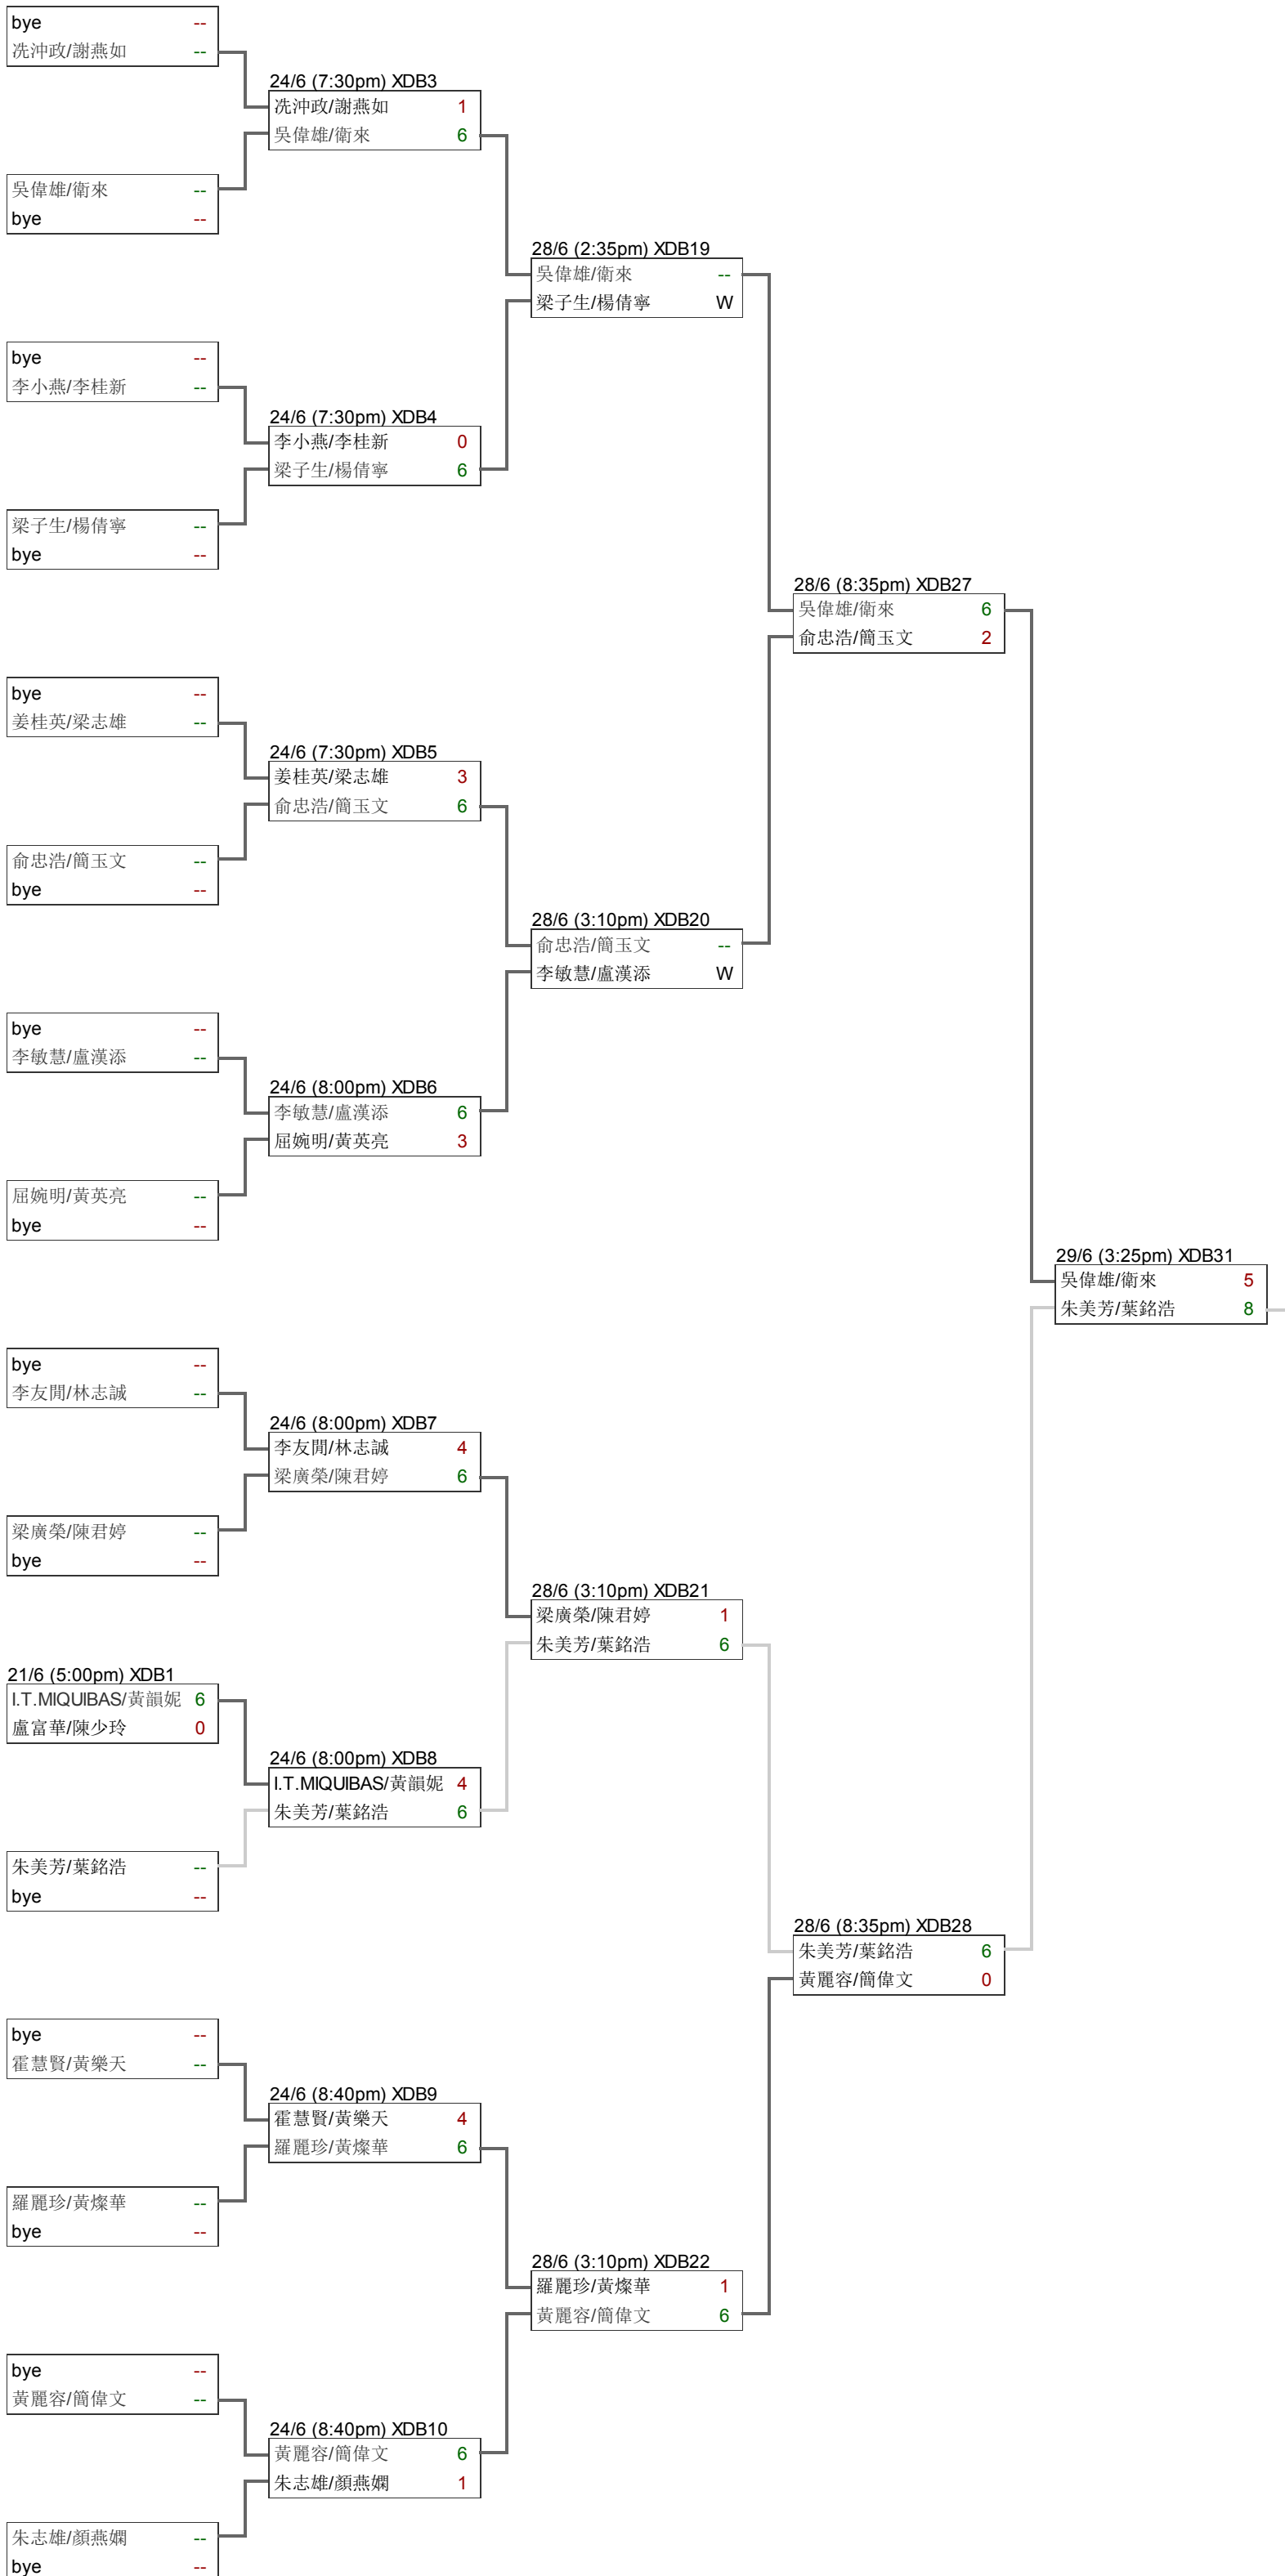 bye --
冼沖政/謝燕如 --
24/6 (7:30pm) XDB3
冼沖政/謝燕如 1
吳偉雄/衛來 6
吳偉雄/衛來 --
bye --
28/6 (2:35pm) XDB19
吳偉雄/衛來 --
梁子生/楊倩寧 W
bye --
李小燕/李桂新 --
24/6 (7:30pm) XDB4
李小燕/李桂新 0
梁子生/楊倩寧 6
梁子生/楊倩寧 --
bye --
28/6 (8:35pm) XDB27
吳偉雄/衛來 6
俞忠浩/簡玉文 2
bye --
姜桂英/梁志雄 --
24/6 (7:30pm) XDB5
姜桂英/梁志雄 3
俞忠浩/簡玉文 6
俞忠浩/簡玉文 --
bye --
28/6 (3:10pm) XDB20
俞忠浩/簡玉文 --
李敏慧/盧漢添 W
bye --
李敏慧/盧漢添 --
24/6 (8:00pm) XDB6
李敏慧/盧漢添 6
屈婉明/黃英亮 3
屈婉明/黃英亮 --
bye --
29/6 (3:25pm) XDB31
吳偉雄/衛來 5
朱美芳/葉銘浩 8
bye --
李友閒/林志誠 --
24/6 (8:00pm) XDB7
李友閒/林志誠 4
梁廣榮/陳君婷 6
梁廣榮/陳君婷 --
bye --
28/6 (3:10pm) XDB21
梁廣榮/陳君婷 1
朱美芳/葉銘浩 6
21/6 (5:00pm) XDB1
I.T.MIQUIBAS/黃韻妮 6
盧富華/陳少玲 0
24/6 (8:00pm) XDB8
I.T.MIQUIBAS/黃韻妮 4
朱美芳/葉銘浩 6
朱美芳/葉銘浩 --
bye --
28/6 (8:35pm) XDB28
朱美芳/葉銘浩 6
黃麗容/簡偉文 0
bye --
霍慧賢/黃樂天 --
24/6 (8:40pm) XDB9
霍慧賢/黃樂天 4
羅麗珍/黃燦華 6
羅麗珍/黃燦華 --
bye --
28/6 (3:10pm) XDB22
羅麗珍/黃燦華 1
黃麗容/簡偉文 6
bye --
黃麗容/簡偉文 --
24/6 (8:40pm) XDB10
黃麗容/簡偉文 6
朱志雄/顏燕嫻 1
朱志雄/顏燕嫻 --
bye --